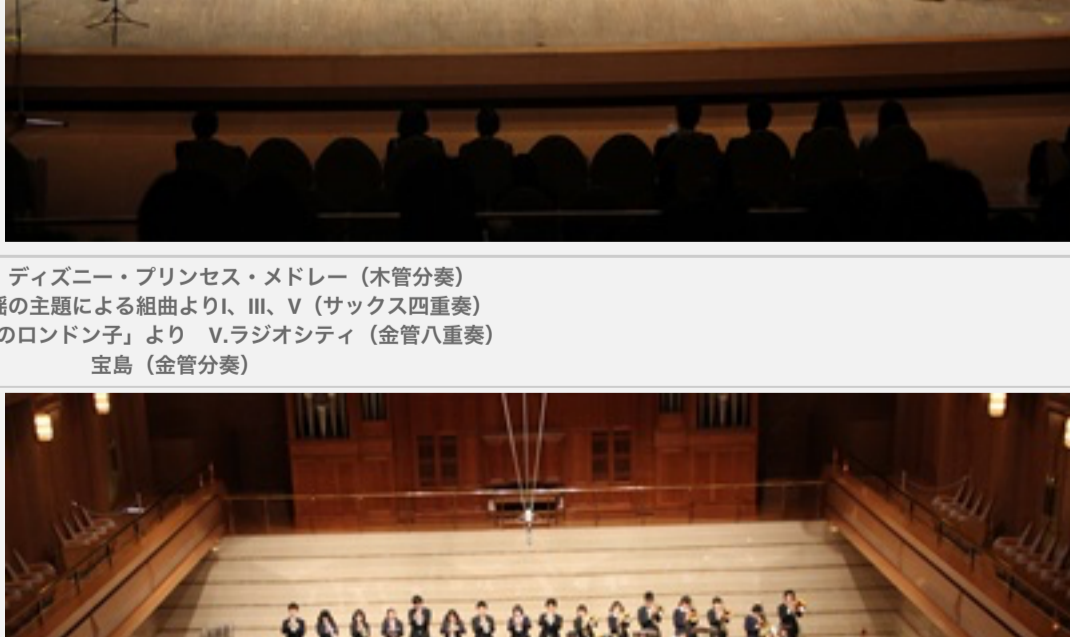 ディズニー・プリンセス・メドレー（木管分奏）
の主題による組曲よりI、III、V（サックス四重奏）
のロンドン子」より　V.ラジオシティ（金管八重奏）
宝島（金管分奏）